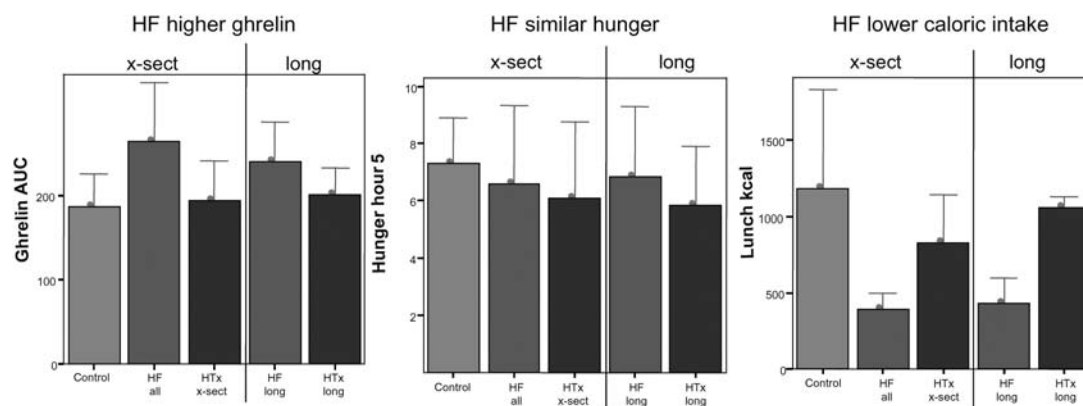 HF higher ghrelin
x-sect long
Ghrelin AUC
200
100
0
Control HF all HTx x-sect HF long HTx long
HF similar hunger
x-sect long
Hunger hour 5
10
8
6
4
2
Control HF all HTx x-sect HF long HTx long
HF lower caloric intake
x-sect long
Lunch kcal
1500
1000
500
0
Control HF all HTx x-sect HF long HTx long